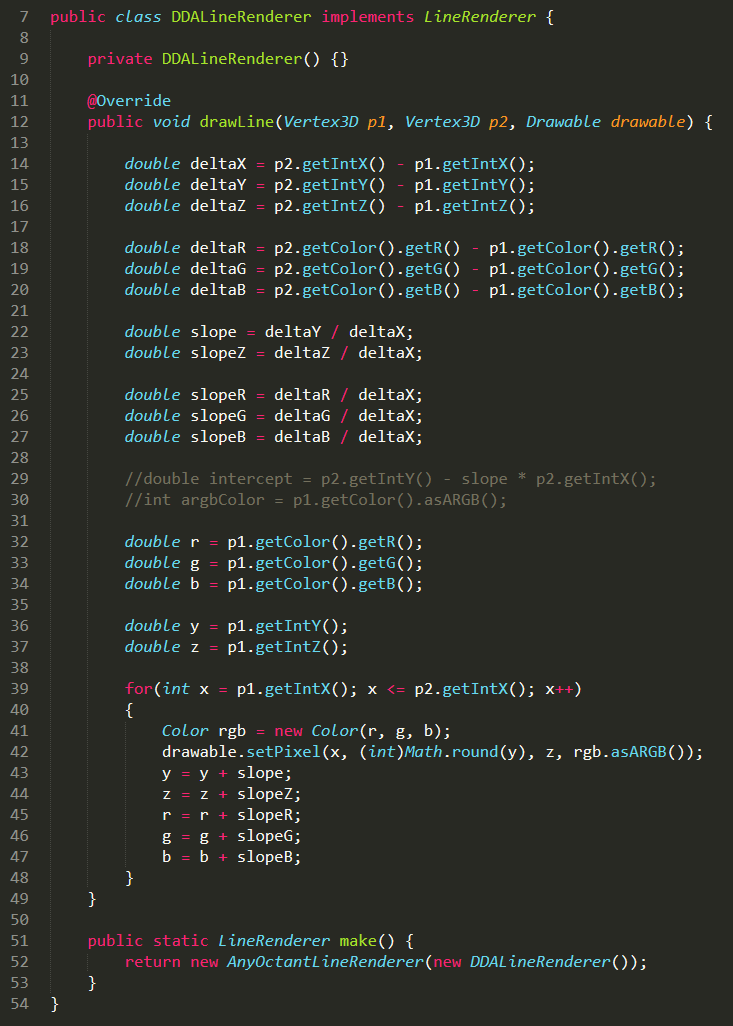 7 public class DDALineRenderer implements LineRenderer {
8
9     private DDALineRenderer() {}
10
11     @Override
12     public void drawLine(Vertex3D p1, Vertex3D p2, Drawable drawable) {
13
14         double deltaX = p2.getIntX() - p1.getIntX();
15         double deltaY = p2.getIntY() - p1.getIntY();
16         double deltaZ = p2.getIntZ() - p1.getIntZ();
17
18         double deltaR = p2.getColor().getR() - p1.getColor().getR();
19         double deltaG = p2.getColor().getG() - p1.getColor().getG();
20         double deltaB = p2.getColor().getB() - p1.getColor().getB();
21
22         double slope = deltaY / deltaX;
23         double slopeZ = deltaZ / deltaX;
24
25         double slopeR = deltaR / deltaX;
26         double slopeG = deltaG / deltaX;
27         double slopeB = deltaB / deltaX;
28
29         //double intercept = p2.getIntY() - slope * p2.getIntX();
30         //int argbColor = p1.getColor().asARGB();
31
32         double r = p1.getColor().getR();
33         double g = p1.getColor().getG();
34         double b = p1.getColor().getB();
35
36         double y = p1.getIntY();
37         double z = p1.getIntZ();
38
39         for(int x = p1.getIntX(); x <= p2.getIntX(); x++)
40         {
41             Color rgb = new Color(r, g, b);
42             drawable.setPixel(x, (int)Math.round(y), z, rgb.asARGB());
43             y = y + slope;
44             z = z + slopeZ;
45             r = r + slopeR;
46             g = g + slopeG;
47             b = b + slopeB;
48         }
49     }
50
51     public static LineRenderer make() {
52         return new AnyOctantLineRenderer(new DDALineRenderer());
53     }
54 }